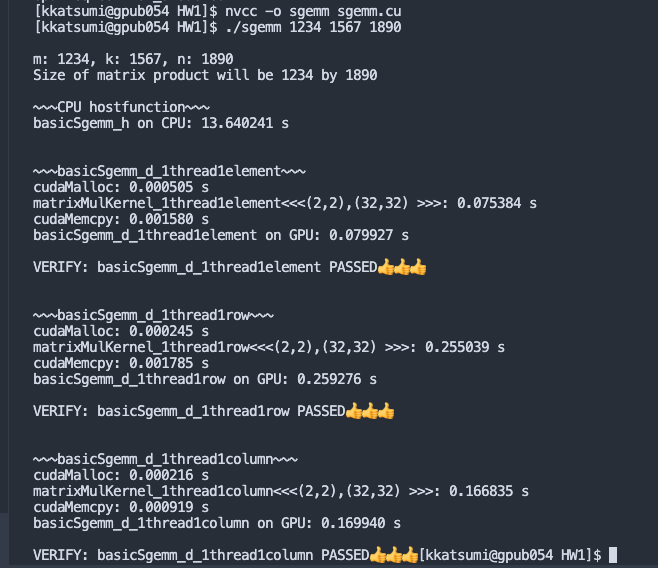 [kkatsumi@gpub054 HW1]$ nvcc -o sgemm sgemm.cu
[kkatsumi@gpub054 HW1]$ ./sgemm 1234 1567 1890
m: 1234, k: 1567, n: 1890
Size of matrix product will be 1234 by 1890
~~~CPU hostfunction~~~
basicSgemm_h on CPU: 13.640241 s
~~~basicSgemm_d_1thread1element~~~
cudaMalloc: 0.000505 s
matrixMulKernel_1thread1element<<<(2,2),(32,32) >>>: 0.075384 s
cudaMemcpy: 0.001580 s
basicSgemm_d_1thread1element on GPU: 0.079927 s
VERIFY: basicSgemm_d_1thread1element PASSED👍👍👍
~~~basicSgemm_d_1thread1row~~~
cudaMalloc: 0.000245 s
matrixMulKernel_1thread1row<<<(2,2),(32,32) >>>: 0.255039 s
cudaMemcpy: 0.001785 s
basicSgemm_d_1thread1row on GPU: 0.259276 s
VERIFY: basicSgemm_d_1thread1row PASSED👍👍👍
~~~basicSgemm_d_1thread1column~~~
cudaMalloc: 0.000216 s
matrixMulKernel_1thread1column<<<(2,2),(32,32) >>>: 0.166835 s
cudaMemcpy: 0.000919 s
basicSgemm_d_1thread1column on GPU: 0.169940 s
VERIFY: basicSgemm_d_1thread1column PASSED👍👍👍[kkatsumi@gpub054 HW1]$